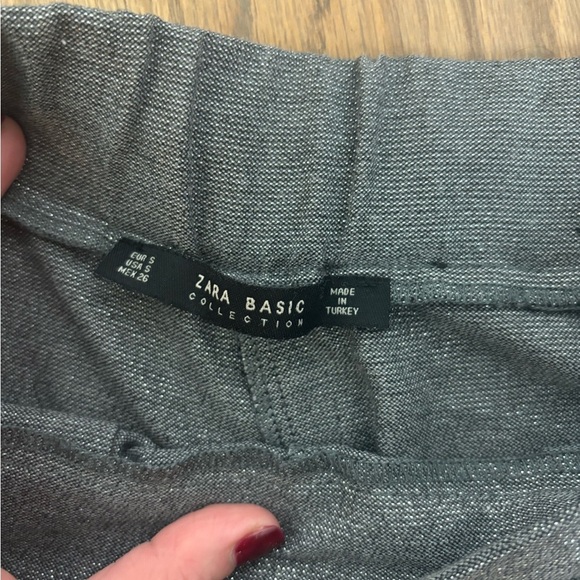 EUR S
USA S
MEX 26
ZARA BASIC
COLLECTION
MADE
IN
TURKEY